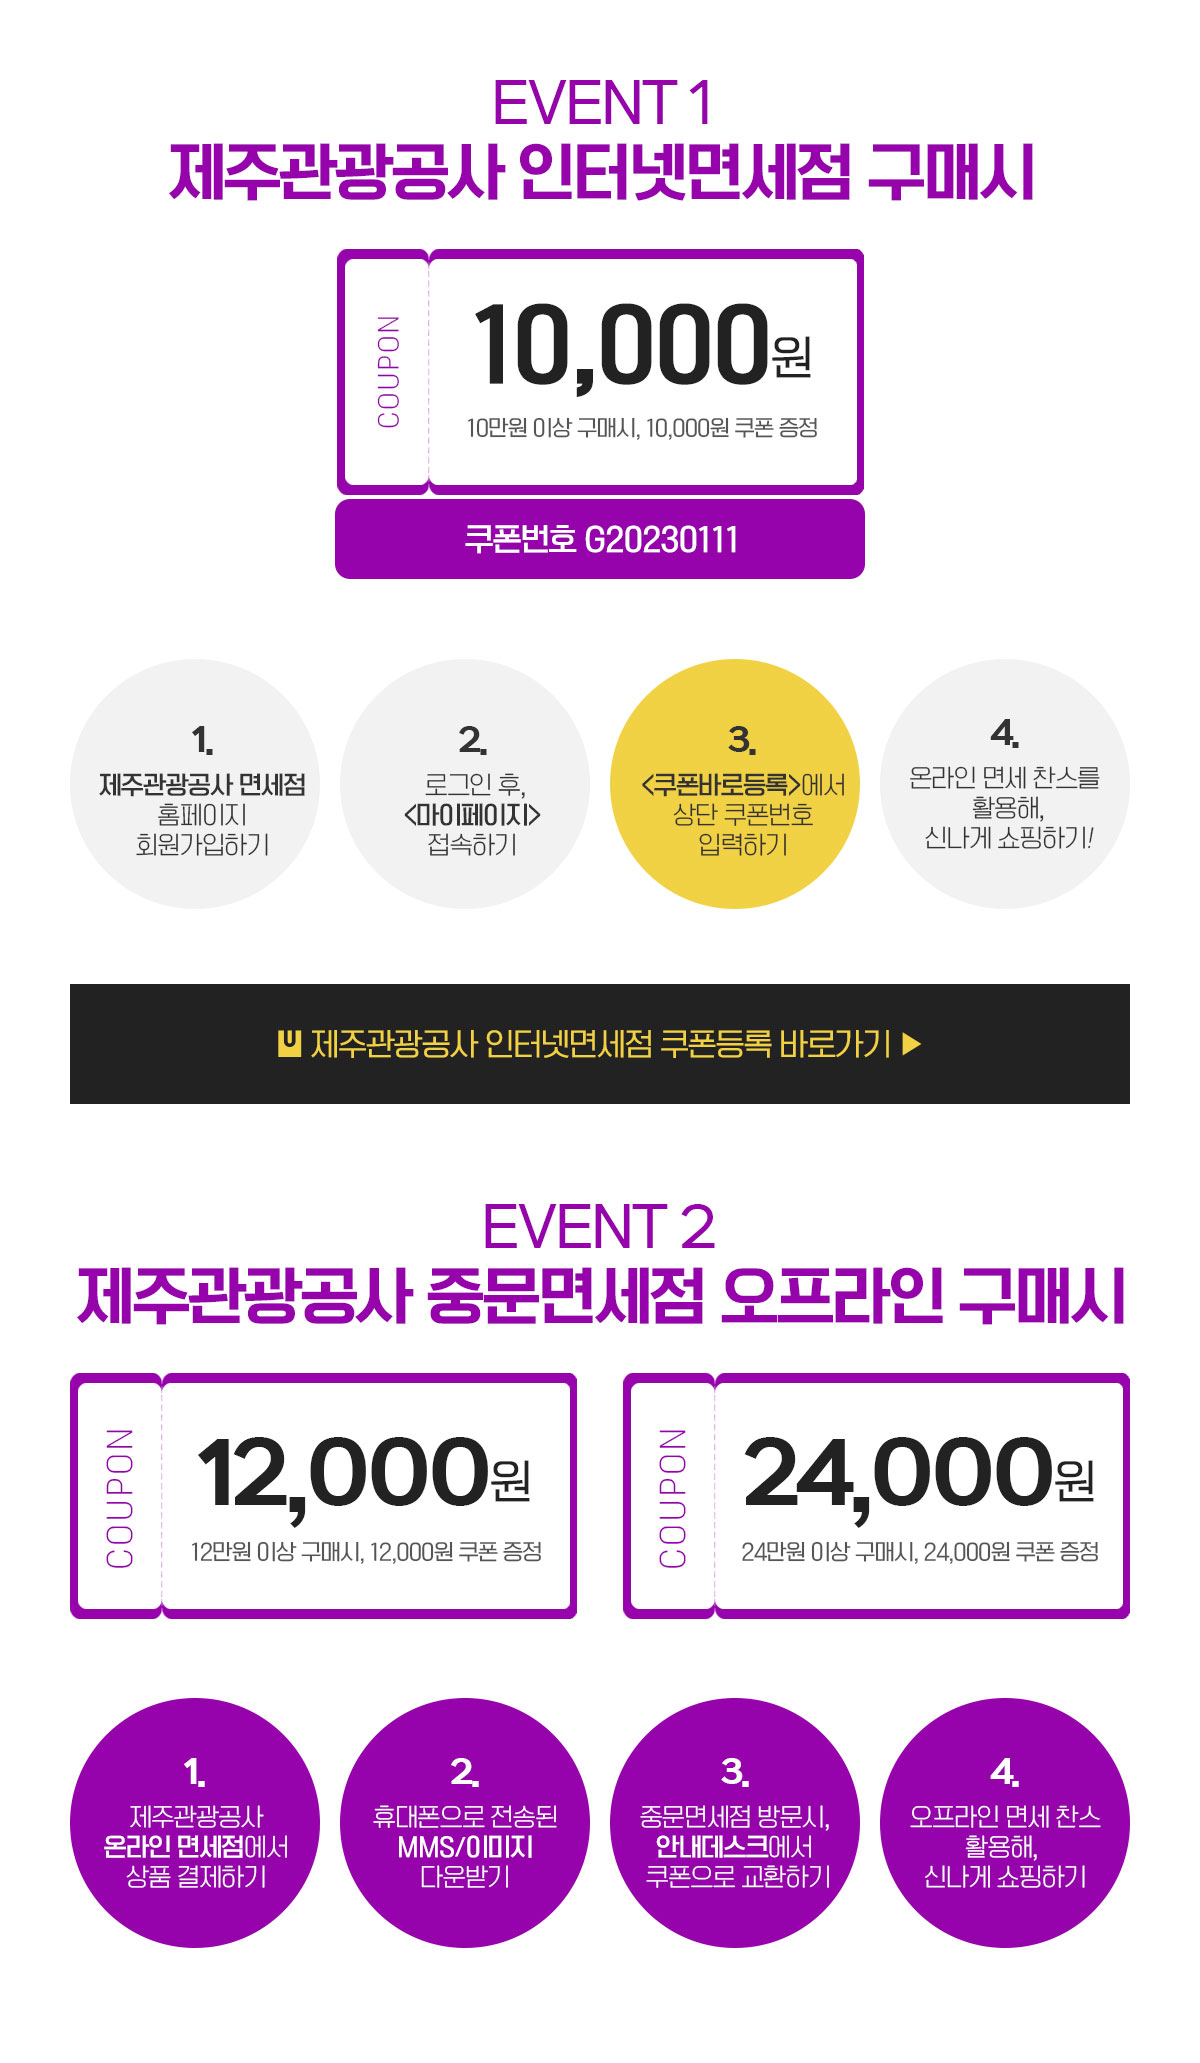 EVENT 1
제주관광공사 인터넷면세점 구매시
COUPON
10,000원
10만원 이상 구매시, 10,000원 쿠폰 증정
쿠폰번호 G20230111
1.
제주관광공사 면세점
홈페이지
회원가입하기
2.
로그인 후,
<마이페이지>
접속하기
3.
<쿠폰바로등록>에서
상단 쿠폰번호
입력하기
4.
온라인 면세 찬스를
활용해,
신나게 쇼핑하기!
제주관광공사 인터넷면세점 쿠폰등록 바로가기 ▶
EVENT 2
제주관광공사 중문면세점 오프라인 구매시
COUPON
12,000원
12만원 이상 구매시, 12,000원 쿠폰 증정
COUPON
24,000원
24만원 이상 구매시, 24,000원 쿠폰 증정
1.
제주관광공사
온라인 면세점에서
상품 결제하기
2.
휴대폰으로 전송된
MMS/이미지
다운받기
3.
중문면세점 방문시,
안내데스크에서
쿠폰으로 교환하기
4.
오프라인 면세 찬스
활용해,
신나게 쇼핑하기